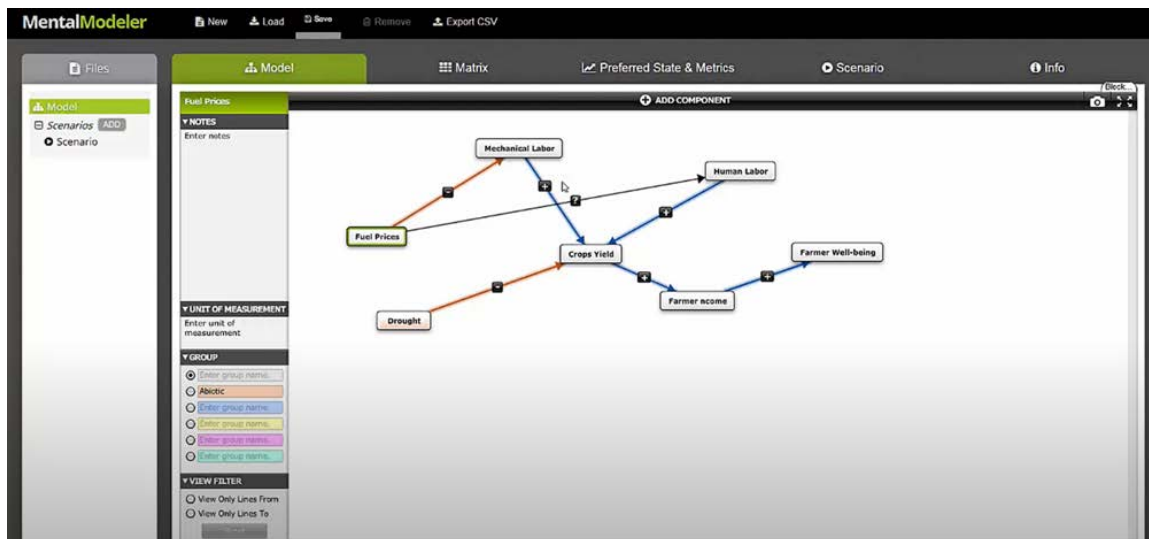 MentalModeler
New
Load
Save
Remove
Export CSV
Files
Model
Matrix
Preferred State & Metrics
Scenario
Info
Model
Scenarios ADD
Scenario
Fuel Prices
ADD COMPONENT
▼NOTES
Enter notes
Mechanical Labor
+
Human Labor
-
?
+
Fuel Prices
Crops Yield
Farmer Well-being
+
+
-
Farmer ncome
Drought
▼UNIT OF MEASUREMENT
Enter unit of
measurement
▼GROUP
Enter group name.
Abiotic
Enter group name.
Enter group name.
Enter group name.
Enter group name.
▼VIEW FILTER
View Only Lines From
View Only Lines To